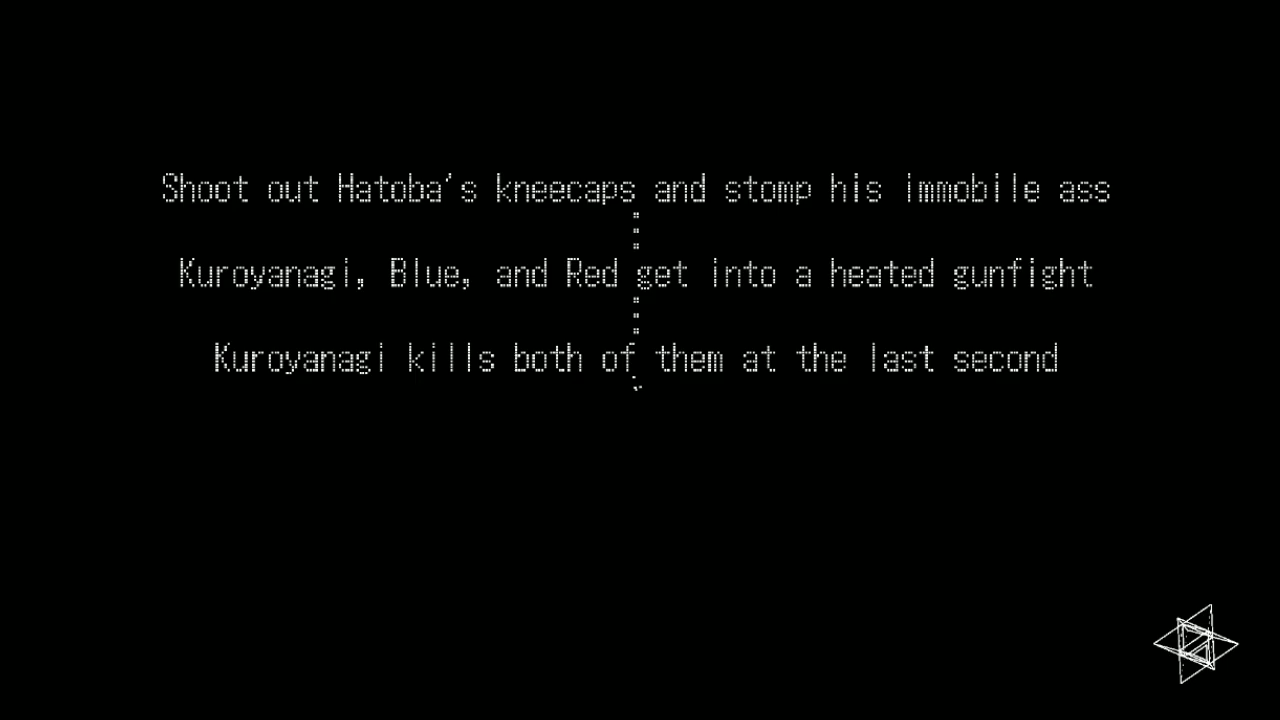 Shoot out Hatoba's kneecaps and stomp his immobile ass
Kuroyanagi, Blue, and Red get into a heated gunfight
Kuroyanagi kills both of them at the last second